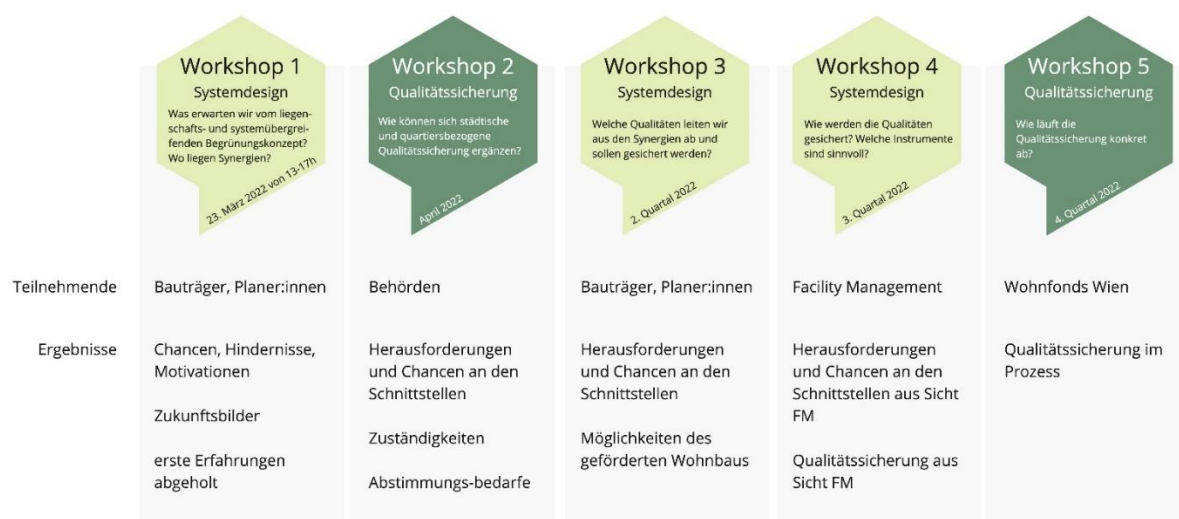 Workshop 1
Systemdesign
Was erwarten wir vom liegen-
schafts- und systemübergrei-
fenden Begrünungskonzept?
Wo liegen Synergien?
23. März 2022 von 13-17h
Workshop 2
Qualitätssicherung
Wie können sich städtische
und quartiersbezogene
Qualitätssicherung ergänzen?
April 2022
Workshop 3
Systemdesign
Welche Qualitäten leiten wir
aus den Synergien ab und
sollen gesichert werden?
2. Quartal 2022
Workshop 4
Systemdesign
Wie werden die Qualitäten
gesichert? Welche Instrumente
sind sinnvoll?
3. Quartal 2022
Workshop 5
Qualitätssicherung
Wie läuft die
Qualitätssicherung konkret
ab?
4. Quartal 2022
Teilnehmende
Bauträger, Planer:innen
Behörden
Bauträger, Planer:innen
Facility Management
Wohnfonds Wien
Ergebnisse
Chancen, Hindernisse,
Motivationen
Zukunftsbilder
erste Erfahrungen
abgeholt
Herausforderungen
und Chancen an den
Schnittstellen
Zuständigkeiten
Abstimmungs-bedarfe
Herausforderungen
und Chancen an den
Schnittstellen
Möglichkeiten des
geförderten Wohnbaus
Herausforderungen
und Chancen an den
Schnittstellen aus Sicht
FM
Qualitätssicherung aus
Sicht FM
Qualitätssicherung im
Prozess